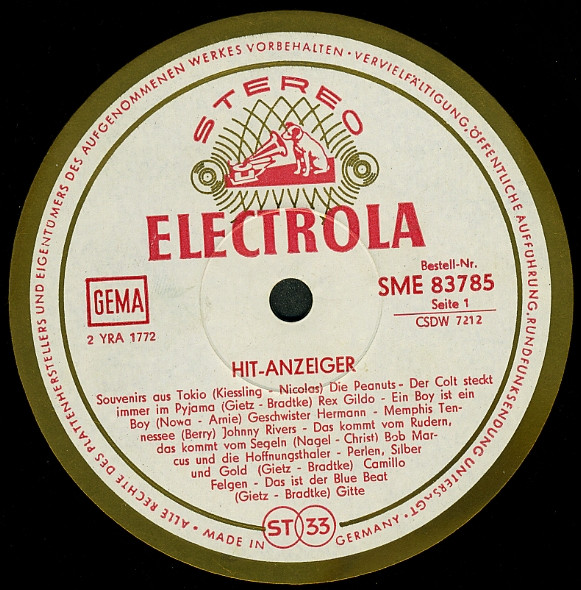 ALLE RECHTE DES PLATTENHERSTELLERS UND EIGENTÜMERS DES AUFGENOMMENEN WERKES VORBEHALTEN · VERVIELFÄLTIGUNG, ÖFFENTLICHE AUFFÜHRUNG, RUNDFUNKSENDUNG UNTERSAGT ·
STEREO
ELECTROLA
GEMA
2 YRA 1772
Bestell-Nr.
SME 83785
Seite 1
CSDW 7212
HIT-ANZEIGER
Souvenirs aus Tokio (Kiessling - Nicolas) Die Peanuts - Der Colt steckt
immer im Pyjama (Gietz - Bradtke) Rex Gildo - Ein Boy ist ein
Boy (Nowa - Arnie) Geschwister Hermann - Memphis Ten-
nessee (Berry) Johnny Rivers - Das kommt vom Rudern,
das kommt vom Segeln (Nagel - Christ) Bob Mar-
cus und die Hoffnungsthaler - Perlen, Silber
und Gold (Gietz - Bradtke) Camillo
Felgen - Das ist der Blue Beat
(Gietz - Bradtke) Gitte
MADE IN GERMANY
ST 33